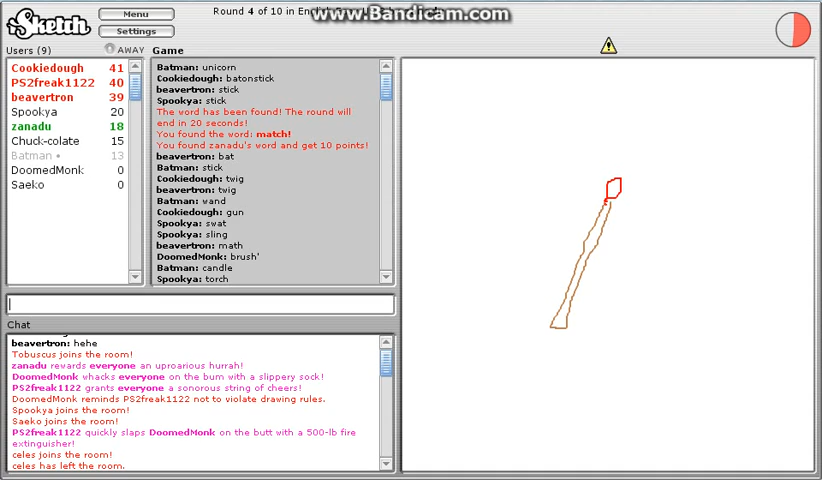 www.Bandicam.com
iSketch
Menu
Settings
Round 4 of 10 in English
Users (9)
AWAY
Game
Cookiedough 41
PS2freak1122 40
beavertron 39
Spookya 20
zanadu 18
Chuck-colate 15
Batman • 13
DoomedMonk 0
Saeko 0
Batman: unicorn
Cookiedough: batonstick
beavertron: stick
Spookya: stick
The word has been found! The round will
end in 20 seconds!
You found the word: match!
You found zanadu's word and get 10 points!
beavertron: bat
Batman: stick
Cookiedough: twig
beavertron: twig
Batman: wand
Cookiedough: gun
Spookya: swat
Spookya: sling
beavertron: math
DoomedMonk: brush'
Batman: candle
Spookya: torch
Chat
beavertron: hehe
Tobuscus joins the room!
zanadu rewards everyone an uproarious hurrah!
DoomedMonk whacks everyone on the bum with a slippery sock!
PS2freak1122 grants everyone a sonorous string of cheers!
DoomedMonk reminds PS2freak1122 not to violate drawing rules.
Spookya joins the room!
Saeko joins the room!
PS2freak1122 quickly slaps DoomedMonk on the butt with a 500-lb fire
extinguisher!
celes joins the room!
celes has left the room.